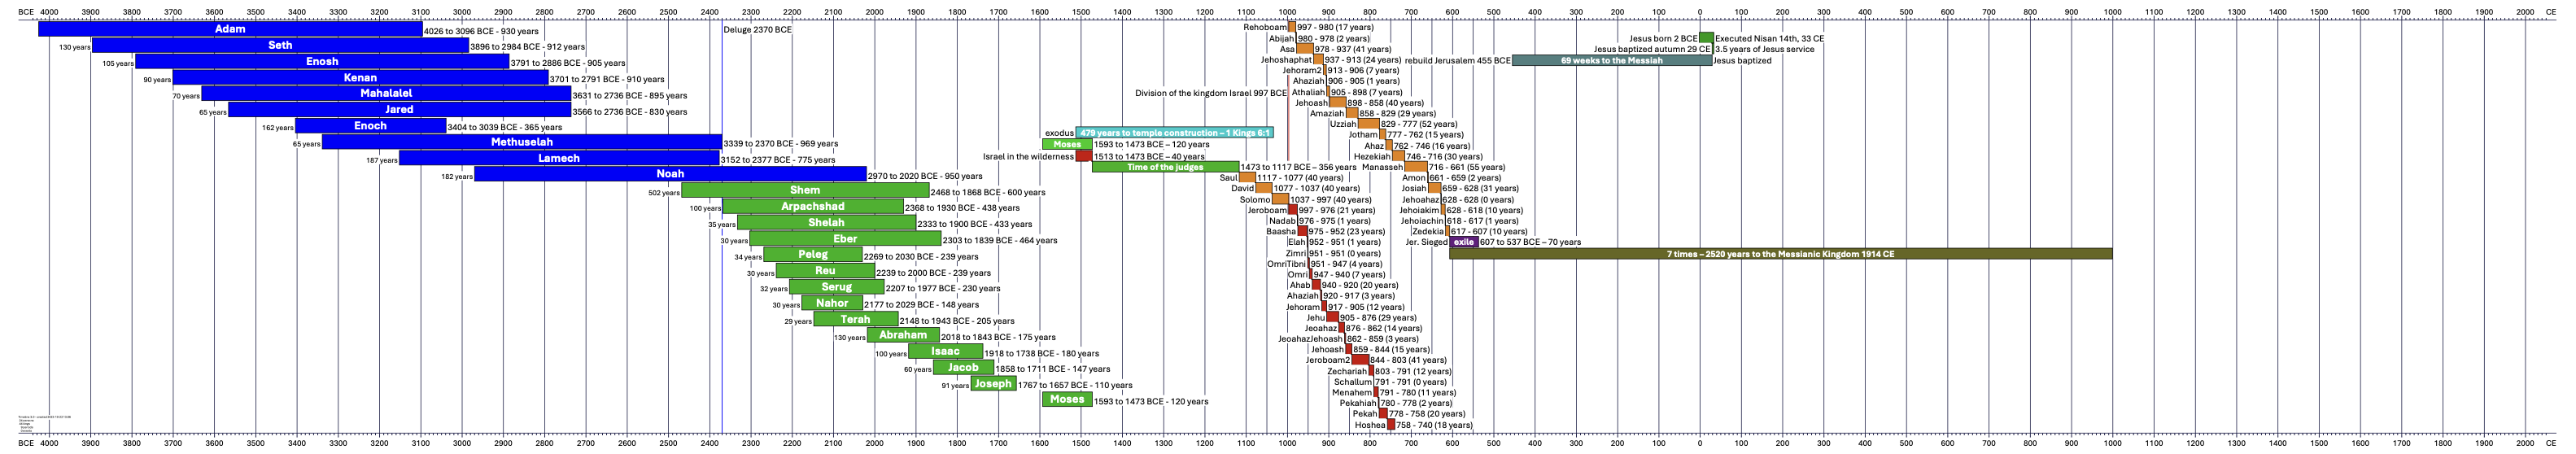 BCE 4000 3900 3800 3700 3600 3500 3400 3300 3200 3100 3000 2900 2800 2700 2600 2500 2400 2300 2200 2100 2000 1900 1800 1700 1600 1500 1400 1300 1200 1100 1000 900 800 700 600 500 400 300 200 100 0 100 200 300 400 500 600 700 800 900 1000 1100 1200 1300 1400 1500 1600 1700 1800 1900 2000 CE
Adam 4026 to 3096 BCE - 930 years
130 years Seth 3896 to 2984 BCE - 912 years
105 years Enosh 3791 to 2886 BCE - 905 years
90 years Kenan 3701 to 2791 BCE - 910 years
70 years Mahalalel 3631 to 2736 BCE - 895 years
65 years Jared 3566 to 2736 BCE - 830 years
162 years Enoch 3404 to 3039 BCE - 365 years
65 years Methuselah 3339 to 2370 BCE - 969 years
187 years Lamech 3152 to 2377 BCE - 775 years
182 years Noah 2970 to 2020 BCE - 950 years
Deluge 2370 BCE
502 years Shem 2468 to 1868 BCE - 600 years
100 years Arpachshad 2368 to 1930 BCE - 438 years
35 years Shelah 2333 to 1900 BCE - 433 years
30 years Eber 2303 to 1839 BCE - 464 years
34 years Peleg 2269 to 2030 BCE - 239 years
30 years Reu 2239 to 2000 BCE - 239 years
32 years Serug 2207 to 1977 BCE - 230 years
30 years Nahor 2177 to 2029 BCE - 148 years
29 years Terah 2148 to 1943 BCE - 205 years
130 years Abraham 2018 to 1843 BCE - 175 years
100 years Isaac 1918 to 1738 BCE - 180 years
60 years Jacob 1858 to 1711 BCE - 147 years
91 years Joseph 1767 to 1657 BCE - 110 years
Moses 1593 to 1473 BCE - 120 years
exodus 479 years to temple construction – 1 Kings 6:1
Moses 1593 to 1473 BCE – 120 years
Israel in the wilderness 1513 to 1473 BCE – 40 years
Time of the judges 1473 to 1117 BCE – 356 years
Saul 1117 - 1077 (40 years)
David 1077 - 1037 (40 years)
Solomo 1037 - 997 (40 years)
Division of the kingdom Israel 997 BCE
Jeroboam 997 - 976 (21 years)
Nadab 976 - 975 (1 years)
Baasha 975 - 952 (23 years)
Elah 952 - 951 (1 years)
Zimri 951 - 951 (0 years)
OmriTibni 951 - 947 (4 years)
Omri 947 - 940 (7 years)
Ahab 940 - 920 (20 years)
Ahaziah 920 - 917 (3 years)
Jehoram 917 - 905 (12 years)
Jehu 905 - 876 (29 years)
Jeoahaz 876 - 862 (14 years)
JeoahazJehoash 862 - 859 (3 years)
Jehoash 859 - 844 (15 years)
Jeroboam2 844 - 803 (41 years)
Zechariah 803 - 791 (12 years)
Schallum 791 - 791 (0 years)
Menahem 791 - 780 (11 years)
Pekahiah 780 - 778 (2 years)
Pekah 778 - 758 (20 years)
Hoshea 758 - 740 (18 years)
Rehoboam 997 - 980 (17 years)
Abijah 980 - 978 (2 years)
Asa 978 - 937 (41 years)
Jehoshaphat 937 - 913 (24 years)
Jehoram2 913 - 906 (7 years)
Ahaziah 906 - 905 (1 years)
Athaliah 905 - 898 (7 years)
Jehoash 898 - 858 (40 years)
Amaziah 858 - 829 (29 years)
Uzziah 829 - 777 (52 years)
Jotham 777 - 762 (15 years)
Ahaz 762 - 746 (16 years)
Hezekiah 746 - 716 (30 years)
Manasseh 716 - 661 (55 years)
Amon 661 - 659 (2 years)
Josiah 659 - 628 (31 years)
Jehoahaz 628 - 628 (0 years)
Jehoiakim 628 - 618 (10 years)
Jehoiachin 618 - 617 (1 years)
Zedekia 617 - 607 (10 years)
Jer. Sieged exile 607 to 537 BCE – 70 years
7 times – 2520 years to the Messianic Kingdom 1914 CE
Jesus born 2 BCE Executed Nisan 14th, 33 CE
Jesus baptized autumn 29 CE 3.5 years of Jesus service
rebuild Jerusalem 455 BCE 69 weeks to the Messiah Jesus baptized
BCE 4000 3900 3800 3700 3600 3500 3400 3300 3200 3100 3000 2900 2800 2700 2600 2500 2400 2300 2200 2100 2000 1900 1800 1700 1600 1500 1400 1300 1200 1100 1000 900 800 700 600 500 400 300 200 100 0 100 200 300 400 500 600 700 800 900 1000 1100 1200 1300 1400 1500 1600 1700 1800 1900 2000 CE